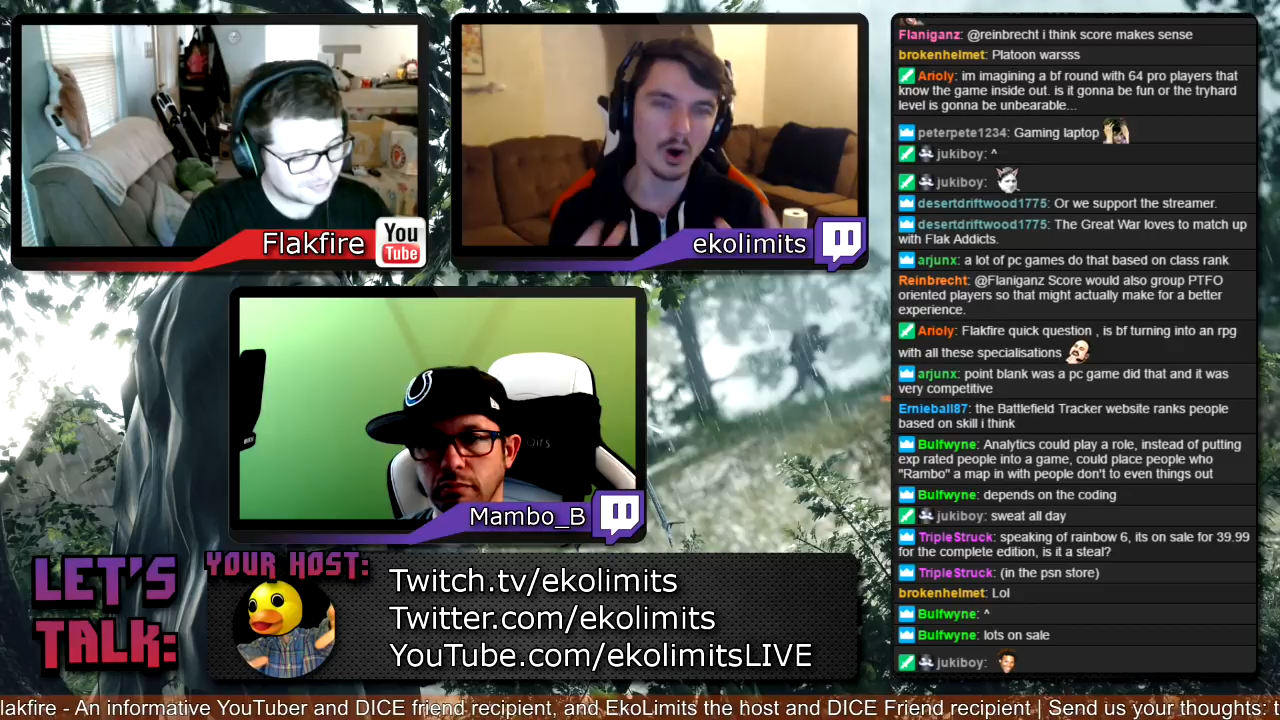 Flakfire
You
Tube
ekolimits
Mambo_B
LET'S
TALK:
YOUR HOST:
Twitch.tv/ekolimits
Twitter.com/ekolimits
YouTube.com/ekolimitsLIVE
Flaniganz: @reinbrecht i think score makes sense
brokenhelmet: Platoon warsss
Arioly: im imagining a bf round with 64 pro players that
know the game inside out. is it gonna be fun or the tryhard
level is gonna be unbearable...
peterpete1234: Gaming laptop
jukiboy: ^
jukiboy:
desertdriftwood1775: Or we support the streamer.
desertdriftwood1775: The Great War loves to match up
with Flak Addicts.
arjunx: a lot of pc games do that based on class rank
Reinbrecht: @Flaniganz Score would also group PTFO
oriented players so that might actually make for a better
experience.
Arioly: Flakfire quick question , is bf turning into an rpg
with all these specialisations
arjunx: point blank was a pc game did that and it was
very competitive
Ernieball87: the Battlefield Tracker website ranks people
based on skill i think
Bulfwyne: Analytics could play a role, instead of putting
exp rated people into a game, could place people who
"Rambo" a map in with people don't to even things out
Bulfwyne: depends on the coding
jukiboy: sweat all day
TripleStruck: speaking of rainbow 6, its on sale for 39.99
for the complete edition, is it a steal?
TripleStruck: (in the psn store)
brokenhelmet: Lol
Bulfwyne: ^
Bulfwyne: lots on sale
jukiboy:
lakfire - An informative YouTuber and DICE friend recipient, and EkoLimits the host and DICE Friend recipient | Send us your thoughts: t